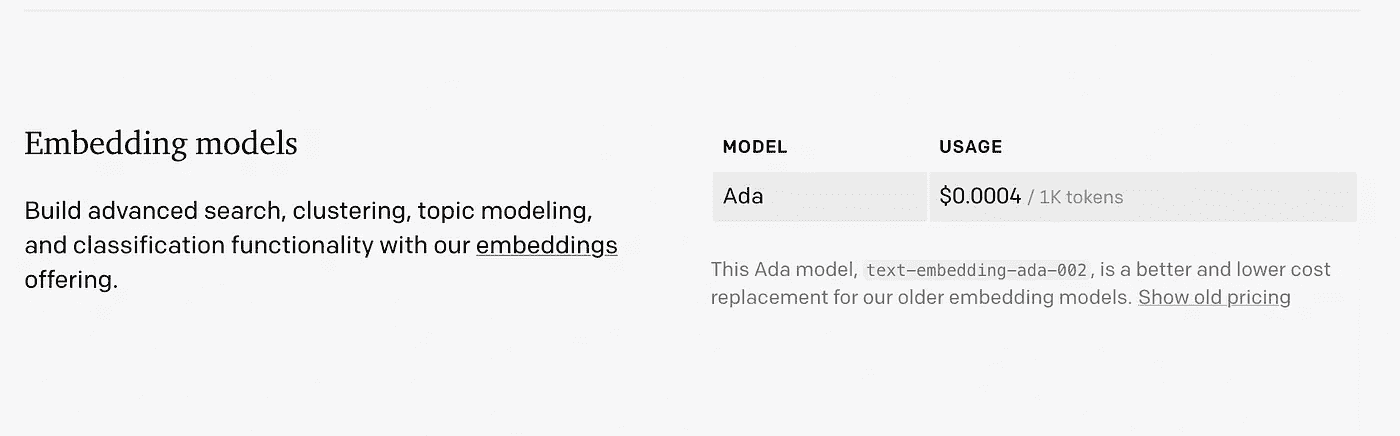 Embedding models
Build advanced search, clustering, topic modeling,
and classification functionality with our embeddings
offering.
MODEL USAGE
Ada $0.0004 / 1K tokens
This Ada model, text-embedding-ada-002, is a better and lower cost
replacement for our older embedding models. Show old pricing